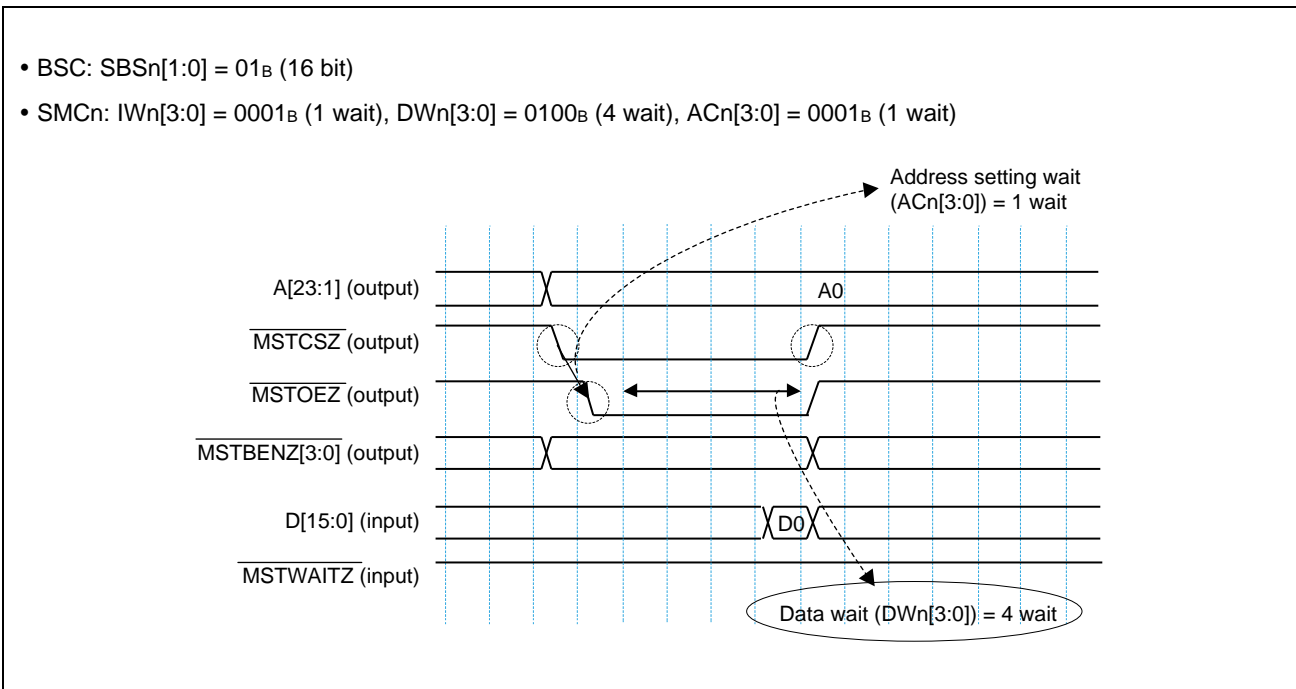 • BSC: SBSn[1:0] = 01B (16 bit)
• SMCn: IWn[3:0] = 0001B (1 wait), DWn[3:0] = 0100B (4 wait), ACn[3:0] = 0001B (1 wait)
Address setting wait
(ACn[3:0]) = 1 wait
A[23:1] (output)
A0
MSTCSZ (output)
MSTOEZ (output)
MSTBENZ[3:0] (output)
D[15:0] (input)
D0
MSTWAITZ (input)
Data wait (DWn[3:0]) = 4 wait